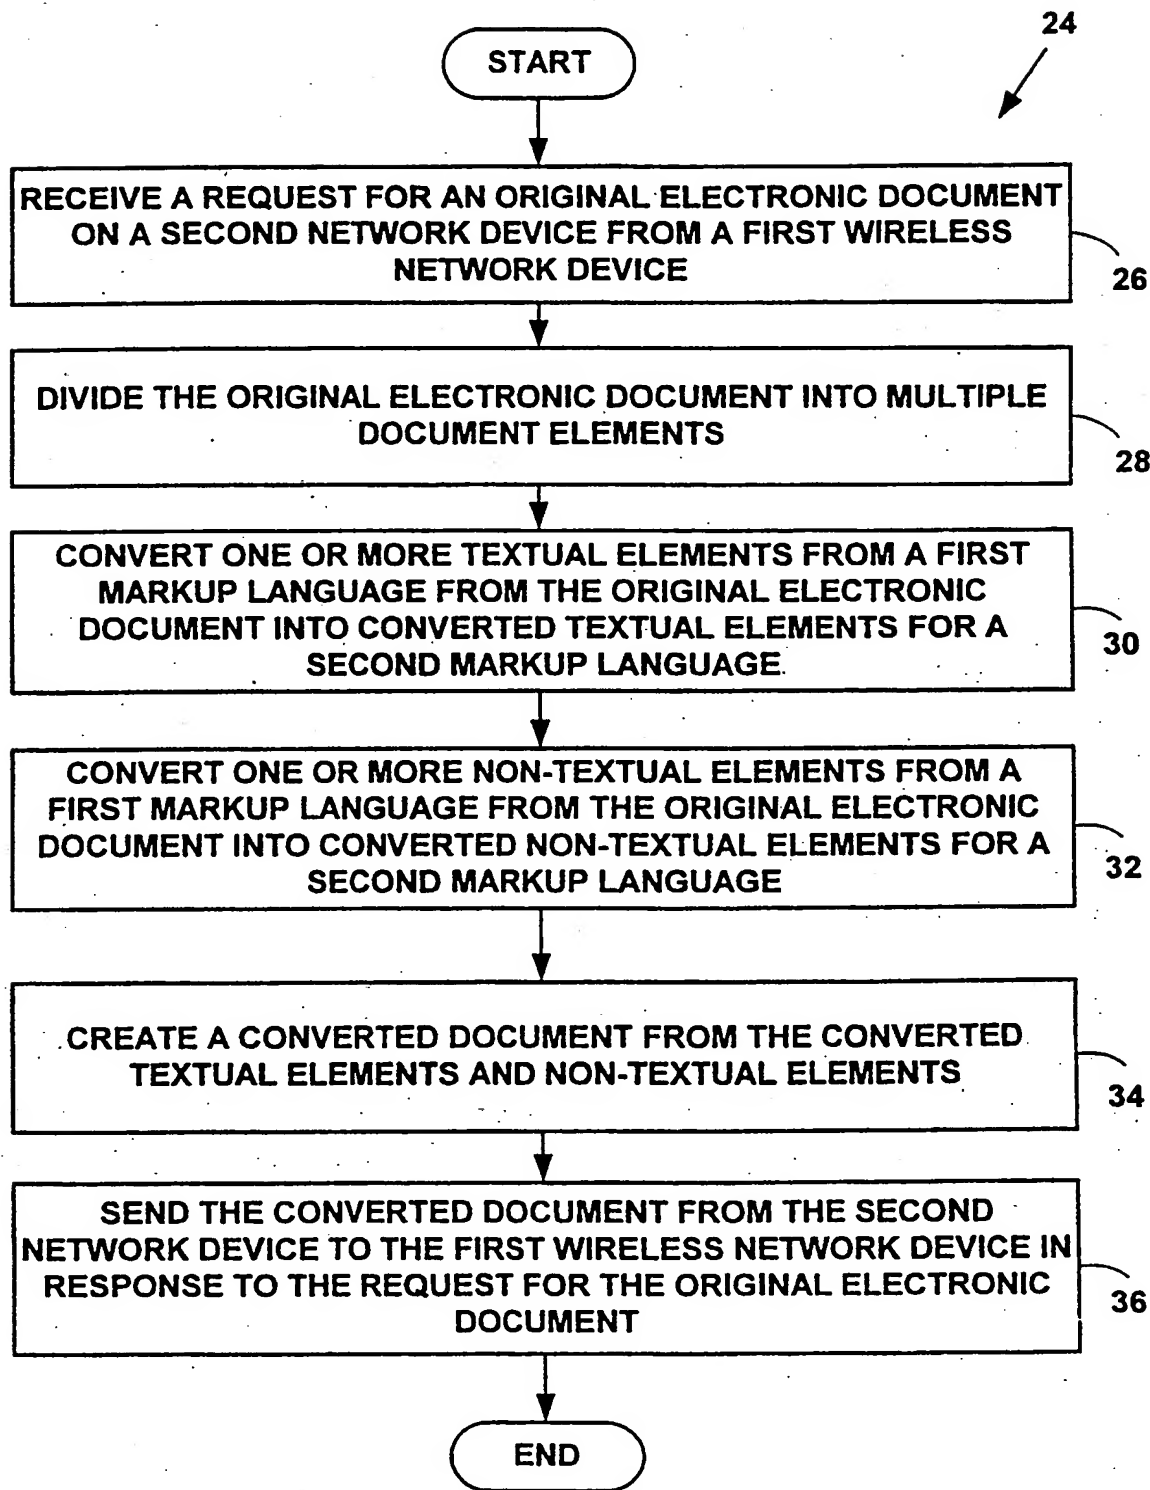 24
START
RECEIVE A REQUEST FOR AN ORIGINAL ELECTRONIC DOCUMENT
ON A SECOND NETWORK DEVICE FROM A FIRST WIRELESS
NETWORK DEVICE
26
DIVIDE THE ORIGINAL ELECTRONIC DOCUMENT INTO MULTIPLE
DOCUMENT ELEMENTS
28
CONVERT ONE OR MORE TEXTUAL ELEMENTS FROM A FIRST
MARKUP LANGUAGE FROM THE ORIGINAL ELECTRONIC
DOCUMENT INTO CONVERTED TEXTUAL ELEMENTS FOR A
SECOND MARKUP LANGUAGE
30
CONVERT ONE OR MORE NON-TEXTUAL ELEMENTS FROM A
FIRST MARKUP LANGUAGE FROM THE ORIGINAL ELECTRONIC
DOCUMENT INTO CONVERTED NON-TEXTUAL ELEMENTS FOR A
SECOND MARKUP LANGUAGE
32
CREATE A CONVERTED DOCUMENT FROM THE CONVERTED
TEXTUAL ELEMENTS AND NON-TEXTUAL ELEMENTS
34
SEND THE CONVERTED DOCUMENT FROM THE SECOND
NETWORK DEVICE TO THE FIRST WIRELESS NETWORK DEVICE IN
RESPONSE TO THE REQUEST FOR THE ORIGINAL ELECTRONIC
DOCUMENT
36
END